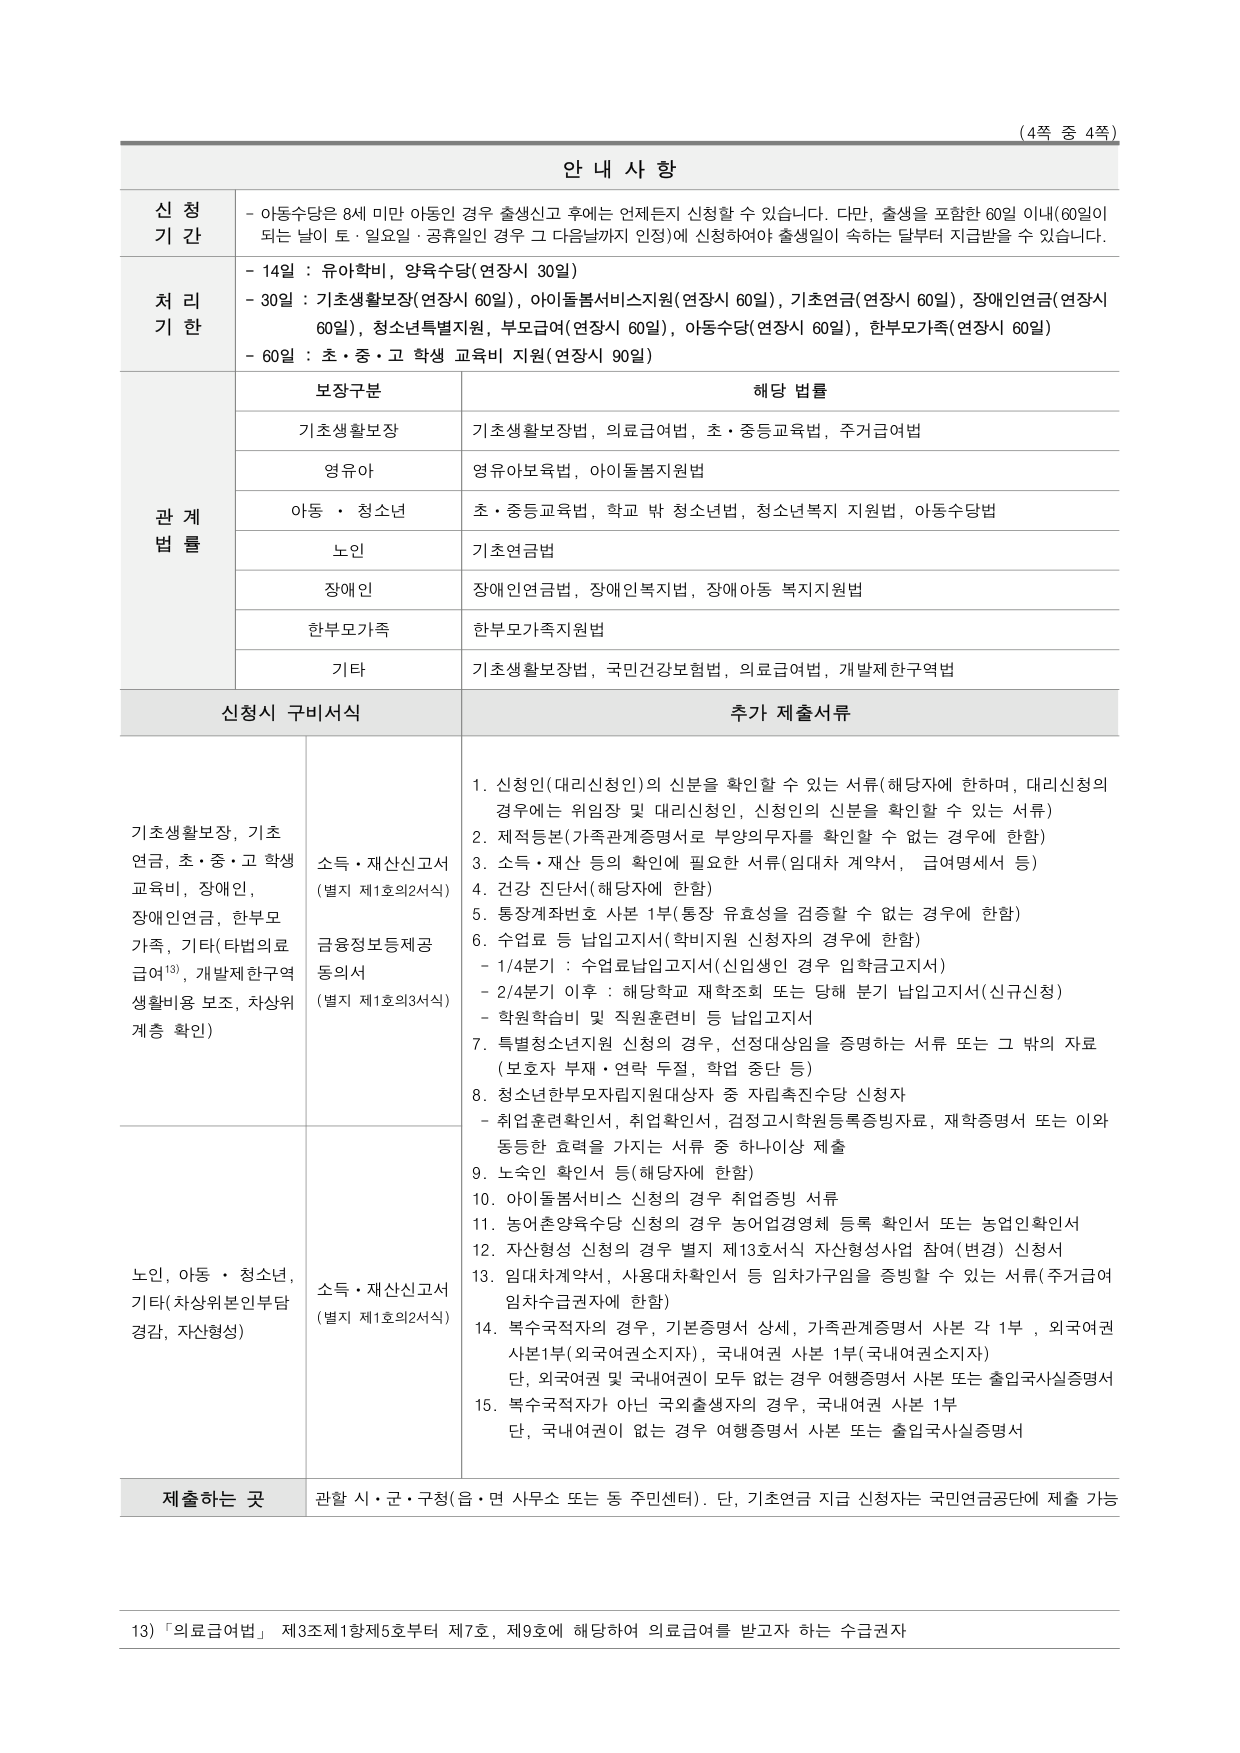 (4쪽 중 4쪽)
안 내 사 항
신 청
기 간
- 아동수당은 8세 미만 아동인 경우 출생신고 후에는 언제든지 신청할 수 있습니다. 다만, 출생을 포함한 60일 이내(60일이
되는 날이 토·일요일·공휴일인 경우 그 다음날까지 인정)에 신청하여야 출생일이 속하는 달부터 지급받을 수 있습니다.
처 리
기 한
- 14일 : 유아학비, 양육수당(연장시 30일)
- 30일 : 기초생활보장(연장시 60일), 아이돌봄서비스지원(연장시 60일), 기초연금(연장시 60일), 장애인연금(연장시
60일), 청소년특별지원, 부모급여(연장시 60일), 아동수당(연장시 60일), 한부모가족(연장시 60일)
- 60일 : 초·중·고 학생 교육비 지원(연장시 90일)
관 계
법 률
보장구분 해당 법률
기초생활보장 기초생활보장법, 의료급여법, 초·중등교육법, 주거급여법
영유아 영유아보육법, 아이돌봄지원법
아동 · 청소년 초·중등교육법, 학교 밖 청소년법, 청소년복지 지원법, 아동수당법
노인 기초연금법
장애인 장애인연금법, 장애인복지법, 장애아동 복지지원법
한부모가족 한부모가족지원법
기타 기초생활보장법, 국민건강보험법, 의료급여법, 개발제한구역법
신청시 구비서식 추가 제출서류
기초생활보장, 기초
연금, 초·중·고 학생
교육비, 장애인,
장애인연금, 한부모
가족, 기타(타법의료
급여13), 개발제한구역
생활비용 보조, 차상위
계층 확인)
소득·재산신고서
(별지 제1호의2서식)
금융정보등제공
동의서
(별지 제1호의3서식)
노인, 아동 · 청소년,
기타(차상위본인부담
경감, 자산형성)
소득·재산신고서
(별지 제1호의2서식)
1. 신청인(대리신청인)의 신분을 확인할 수 있는 서류(해당자에 한하며, 대리신청의
경우에는 위임장 및 대리신청인, 신청인의 신분을 확인할 수 있는 서류)
2. 제적등본(가족관계증명서로 부양의무자를 확인할 수 없는 경우에 한함)
3. 소득·재산 등의 확인에 필요한 서류(임대차 계약서, 급여명세서 등)
4. 건강 진단서(해당자에 한함)
5. 통장계좌번호 사본 1부(통장 유효성을 검증할 수 없는 경우에 한함)
6. 수업료 등 납입고지서(학비지원 신청자의 경우에 한함)
- 1/4분기 : 수업료납입고지서(신입생인 경우 입학금고지서)
- 2/4분기 이후 : 해당학교 재학조회 또는 당해 분기 납입고지서(신규신청)
- 학원학습비 및 직원훈련비 등 납입고지서
7. 특별청소년지원 신청의 경우, 선정대상임을 증명하는 서류 또는 그 밖의 자료
(보호자 부재·연락 두절, 학업 중단 등)
8. 청소년한부모자립지원대상자 중 자립촉진수당 신청자
- 취업훈련확인서, 취업확인서, 검정고시학원등록증빙자료, 재학증명서 또는 이와
동등한 효력을 가지는 서류 중 하나이상 제출
9. 노숙인 확인서 등(해당자에 한함)
10. 아이돌봄서비스 신청의 경우 취업증빙 서류
11. 농어촌양육수당 신청의 경우 농어업경영체 등록 확인서 또는 농업인확인서
12. 자산형성 신청의 경우 별지 제13호서식 자산형성사업 참여(변경) 신청서
13. 임대차계약서, 사용대차확인서 등 임차가구임을 증빙할 수 있는 서류(주거급여
임차수급권자에 한함)
14. 복수국적자의 경우, 기본증명서 상세, 가족관계증명서 사본 각 1부 , 외국여권
사본1부(외국여권소지자), 국내여권 사본 1부(국내여권소지자)
단, 외국여권 및 국내여권이 모두 없는 경우 여행증명서 사본 또는 출입국사실증명서
15. 복수국적자가 아닌 국외출생자의 경우, 국내여권 사본 1부
단, 국내여권이 없는 경우 여행증명서 사본 또는 출입국사실증명서
제출하는 곳 관할 시·군·구청(읍·면 사무소 또는 동 주민센터). 단, 기초연금 지급 신청자는 국민연금공단에 제출 가능
13)「의료급여법」 제3조제1항제5호부터 제7호, 제9호에 해당하여 의료급여를 받고자 하는 수급권자